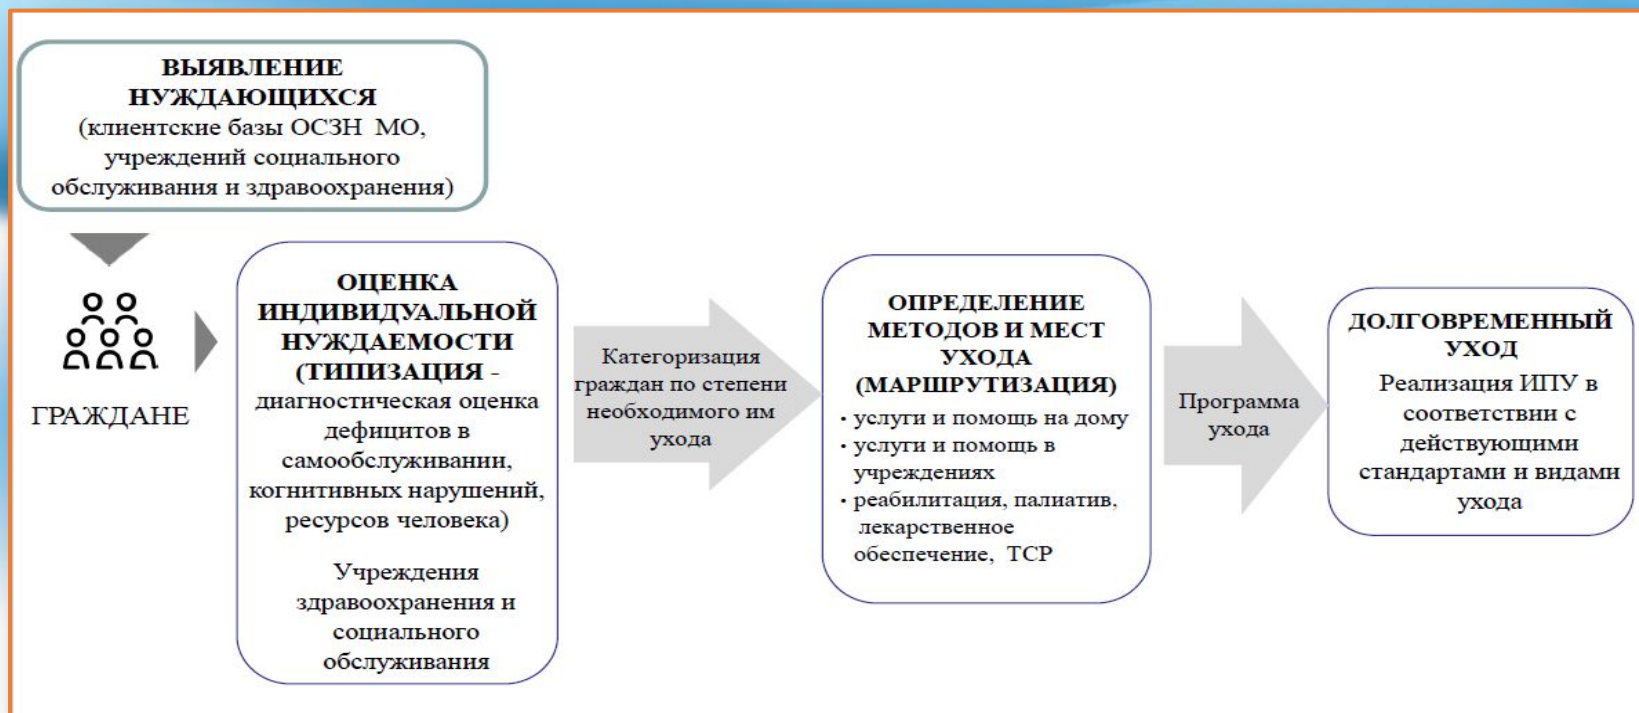 ВЫЯВЛЕНИЕ
НУЖДАЮЩИХСЯ
(клиентские базы ОСЗН МО,
учреждений социального
обслуживания и здравоохранения)
ГРАЖДАНЕ
ОЦЕНКА
ИНДИВИДУАЛЬНОЙ
НУЖДАЕМОСТИ
(ТИПИЗАЦИЯ -
диагностическая оценка
дефицитов в
самообслуживании,
когнитивных нарушений,
ресурсов человека)
Учреждения
здравоохранения и
социального
обслуживания
Категоризация
граждан по степени
необходимого им
ухода
ОПРЕДЕЛЕНИЕ
МЕТОДОВ И МЕСТ
УХОДА
(МАРШРУТИЗАЦИЯ)
· услуги и помощь на дому
· услуги и помощь в
учреждениях
· реабилитация, палиатив,
лекарственное
обеспечение, ТСР
Программа
ухода
ДОЛГОВРЕМЕННЫЙ
УХОД
Реализация ИПУ в
соответствии с
действующими
стандартами и видами
ухода